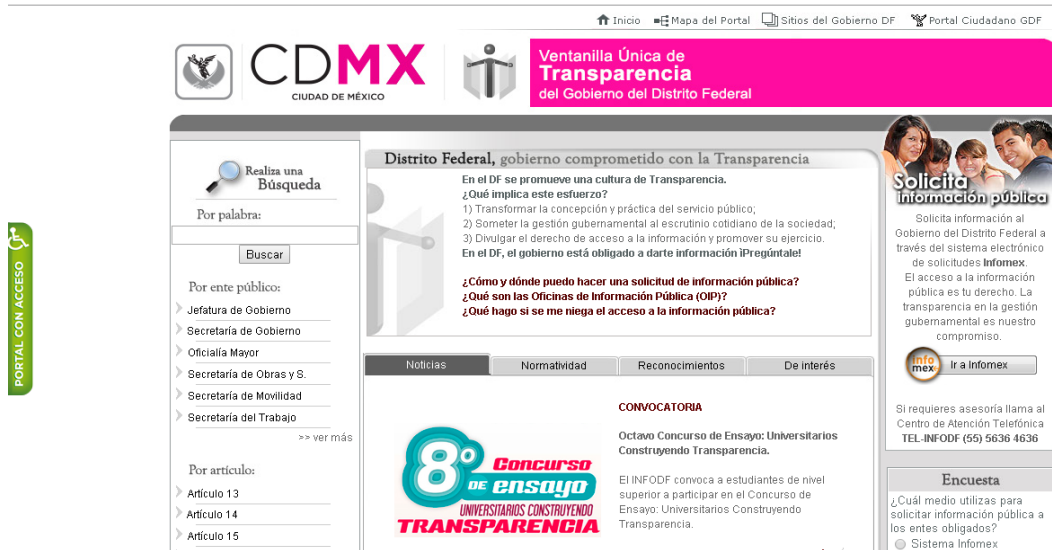 Inicio
Mapa del Portal
Sitios del Gobierno DF
Portal Ciudadano GDF
CDMX
CIUDAD DE MÉXICO
Ventanilla Única de
Transparencia
del Gobierno del Distrito Federal
PORTAL CON ACCESO
Realiza una
Búsqueda
Por palabra:
Buscar
Por ente público:
Jefatura de Gobierno
Secretaría de Gobierno
Oficialía Mayor
Secretaría de Obras y S.
Secretaría de Movilidad
Secretaría del Trabajo
>> ver más
Por artículo:
Artículo 13
Artículo 14
Artículo 15
Distrito Federal, gobierno comprometido con la Transparencia
En el DF se promueve una cultura de Transparencia.
¿Qué implica este esfuerzo?
1) Transformar la concepción y práctica del servicio público;
2) Someter la gestión gubernamental al escrutinio cotidiano de la sociedad;
3) Divulgar el derecho de acceso a la información y promover su ejercicio.
En el DF, el gobierno está obligado a darte información ìPregúntale!
¿Cómo y dónde puedo hacer una solicitud de información pública?
¿Qué son las Oficinas de Información Pública (OIP)?
¿Qué hago si se me niega el acceso a la información pública?
Noticias
Normatividad
Reconocimientos
De interés
8º Concurso
DE ensayo
UNIVERSITARIOS CONSTRUYENDO
TRANSPARENCIA
CONVOCATORIA
Octavo Concurso de Ensayo: Universitarios
Construyendo Transparencia.
El INFODF convoca a estudiantes de nivel
superior a participar en el Concurso de
Ensayo: Universitarios Construyendo
Transparencia.
Solicita
información pública
Solicita información al
Gobierno del Distrito Federal a
través del sistema electrónico
de solicitudes Infomex.
El acceso a la información
pública es tu derecho. La
transparencia en la gestión
gubernamental es nuestro
compromiso.
info
mex
Ir a Infomex
Si requieres asesoría llama al
Centro de Atención Telefónica
TEL-INFODF (55) 5636 4636
Encuesta
¿Cuál medio utilizas para
solicitar información pública a
los entes obligados?
Sistema Infomex